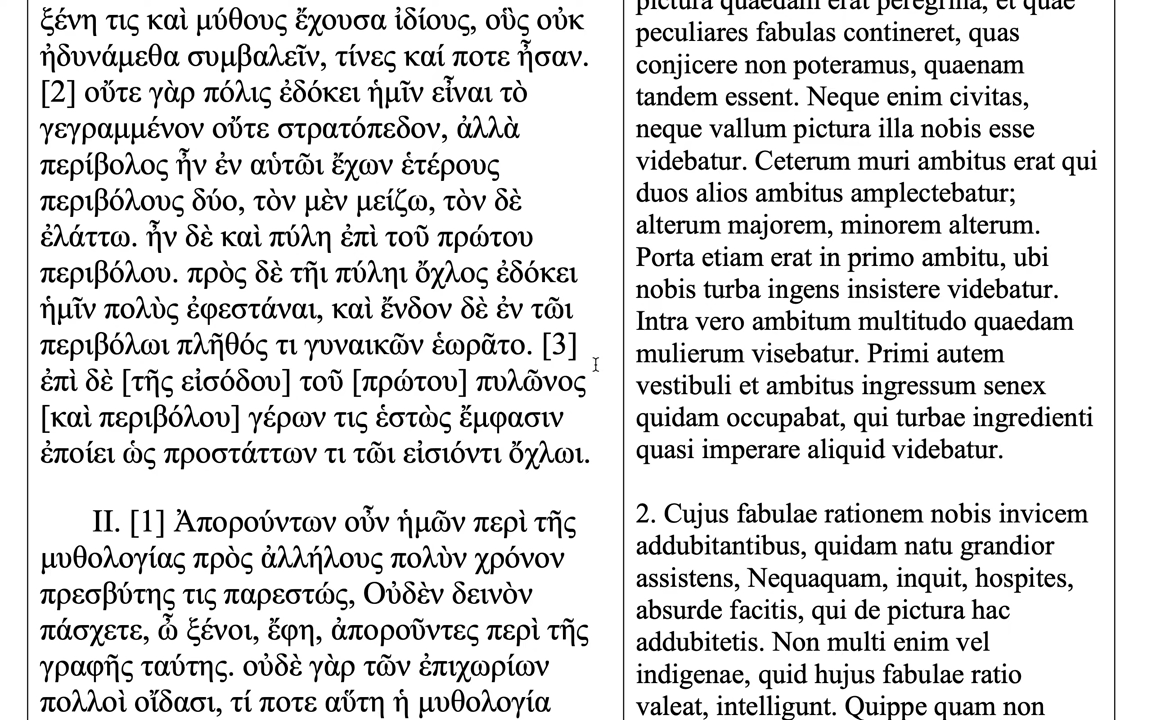 ξένη τις καὶ μύθους ἔχουσα ἰδίους, οὓς οὐκ
ἠδυνάμεθα συμβαλεῖν, τίνες καί ποτε ἦσαν.
[2] οὔτε γὰρ πόλις ἐδόκει ἡμῖν εἶναι τὸ
γεγραμμένον οὔτε στρατόπεδον, ἀλλὰ
περίβολος ἦν ἐν αὑτῶι ἔχων ἑτέρους
περιβόλους δύο, τὸν μὲν μείζω, τὸν δὲ
ἐλάττω. ἦν δὲ καὶ πύλη ἐπὶ τοῦ πρώτου
περιβόλου. πρὸς δὲ τῆι πύληι ὄχλος ἐδόκει
ἡμῖν πολὺς ἐφεστάναι, καὶ ἔνδον δὲ ἐν τῶι
περιβόλωι πλῆθός τι γυναικῶν ἑωρᾶτο. [3]
ἐπὶ δὲ [τῆς εἰσόδου] τοῦ [πρώτου] πυλῶνος
[καὶ περιβόλου] γέρων τις ἑστὼς ἔμφασιν
ἐποίει ὡς προστάττων τι τῶι εἰσιόντι ὄχλωι.
II. [1] Ἀπορούντων οὖν ἡμῶν περὶ τῆς
μυθολογίας πρὸς ἀλλήλους πολὺν χρόνον
πρεσβύτης τις παρεστώς, Οὐδὲν δεινὸν
πάσχετε, ὦ ξένοι, ἔφη, ἀποροῦντες περὶ τῆς
γραφῆς ταύτης. οὐδὲ γὰρ τῶν ἐπιχωρίων
πολλοὶ οἴδασι, τί ποτε αὕτη ἡ μυθολογία
pictura quaedam erat peregrina, et quae
peculiares fabulas contineret, quas
conjicere non poteramus, quaenam
tandem essent. Neque enim civitas,
neque vallum pictura illa nobis esse
videbatur. Ceterum muri ambitus erat qui
duos alios ambitus amplectebatur;
alterum majorem, minorem alterum.
Porta etiam erat in primo ambitu, ubi
nobis turba ingens insistere videbatur.
Intra vero ambitum multitudo quaedam
mulierum visebatur. Primi autem
vestibuli et ambitus ingressum senex
quidam occupabat, qui turbae ingredienti
quasi imperare aliquid videbatur.
2. Cujus fabulae rationem nobis invicem
addubitantibus, quidam natu grandior
assistens, Nequaquam, inquit, hospites,
absurde facitis, qui de pictura hac
addubitetis. Non multi enim vel
indigenae, quid hujus fabulae ratio
valeat, intelligunt. Quippe quam non